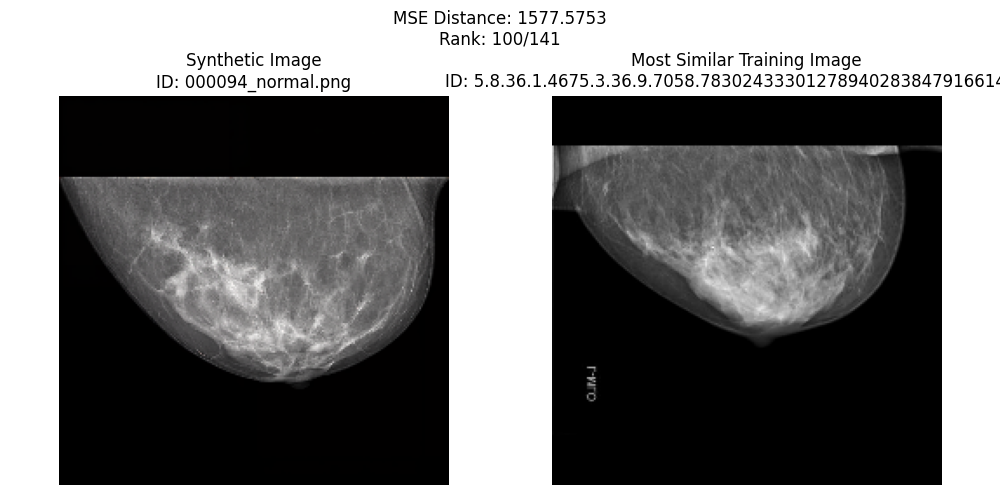 MSE Distance: 1577.5753
Rank: 100/141
Synthetic Image
ID: 000094_normal.png
Most Similar Training Image
ID: 5.8.36.1.4675.3.36.9.7058.78302433301278940283847916614